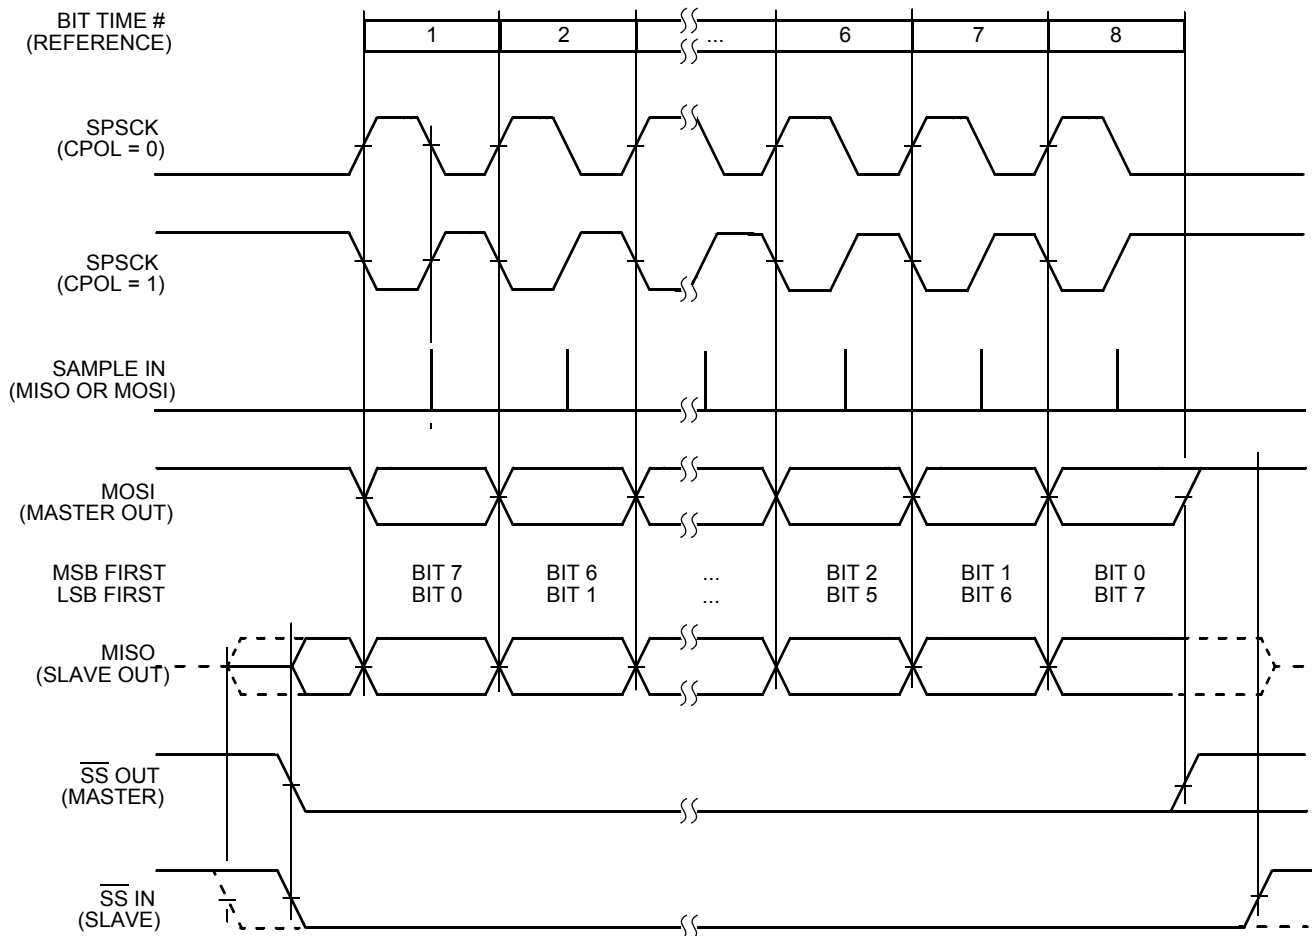 BIT TIME #
(REFERENCE)
1 2 ... 6 7 8
SPSCK
(CPOL = 0)
SPSCK
(CPOL = 1)
SAMPLE IN
(MISO OR MOSI)
MOSI
(MASTER OUT)
MSB FIRST BIT 7 BIT 6 ... BIT 2 BIT 1 BIT 0
LSB FIRST BIT 0 BIT 1 ... BIT 5 BIT 6 BIT 7
MISO
(SLAVE OUT)
S̅S̅ OUT
(MASTER)
S̅S̅ IN
(SLAVE)